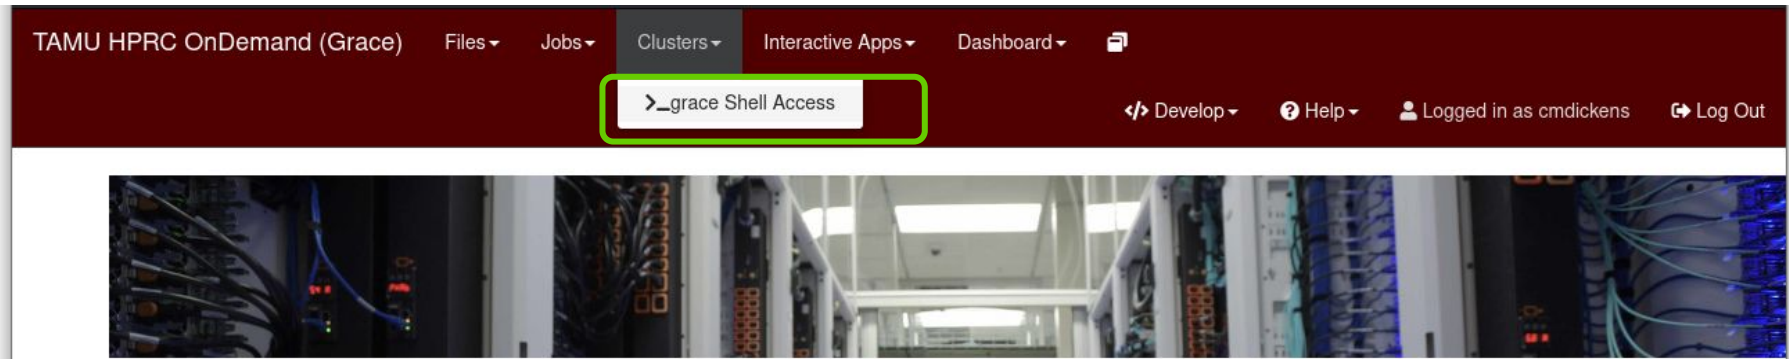 TAMU HPRC OnDemand (Grace) Files Jobs Clusters Interactive Apps Dashboard
>_grace Shell Access
</> Develop ? Help Logged in as cmdickens Log Out